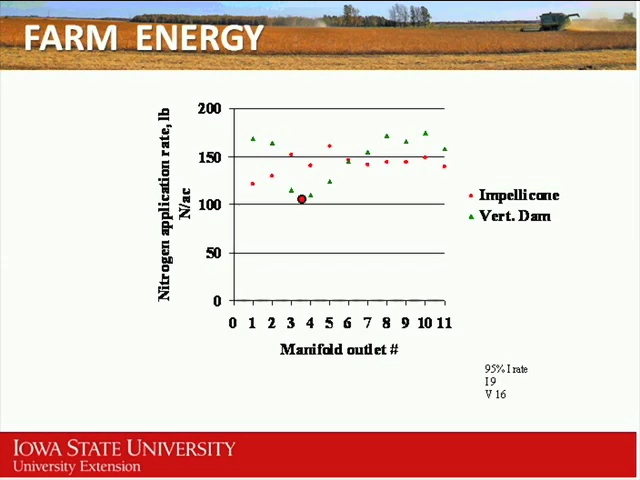 FARM ENERGY
200
150
100
50
0
Nitrogen application rate, lb
N/ac
0 1 2 3 4 5 6 7 8 9 10 11
Manifold outlet #
Impellicone
Vert. Dam
95% I rate
I 9
V 16
IOWA STATE UNIVERSITY
University Extension